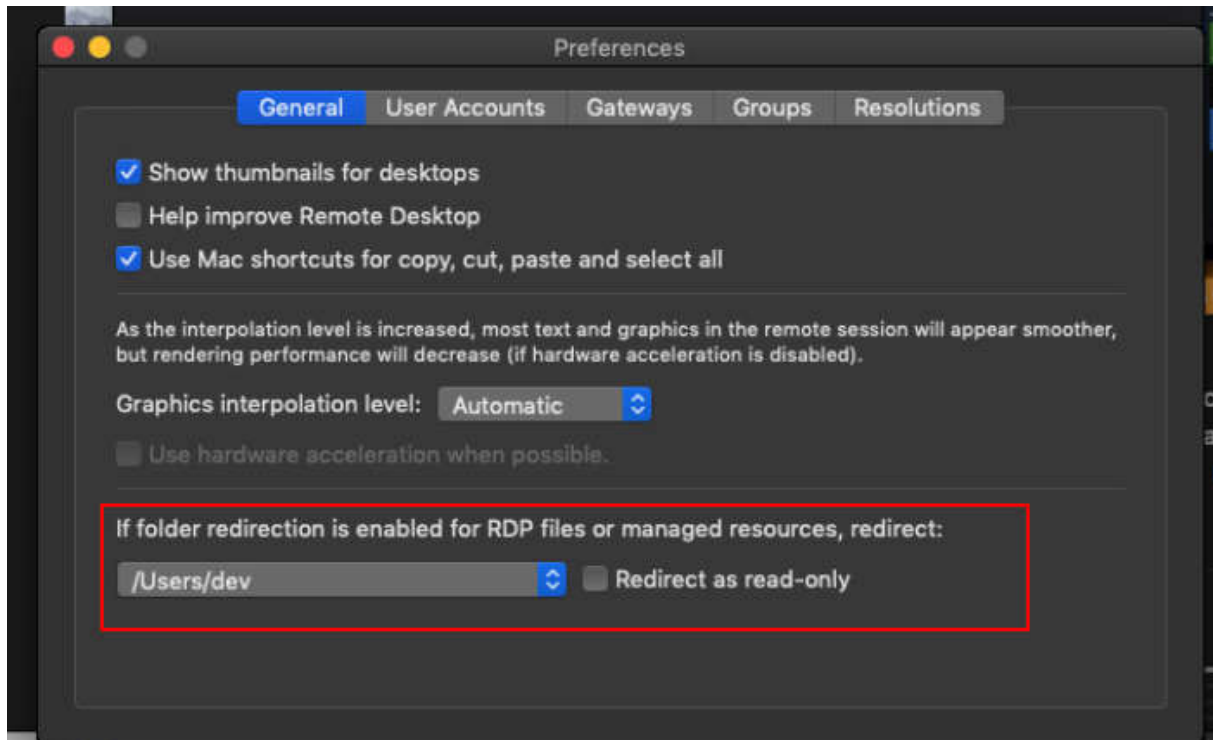 Preferences
General User Accounts Gateways Groups Resolutions
Show thumbnails for desktops
Help improve Remote Desktop
Use Mac shortcuts for copy, cut, paste and select all
As the interpolation level is increased, most text and graphics in the remote session will appear smoother,
but rendering performance will decrease (if hardware acceleration is disabled).
Graphics interpolation level: Automatic
Use hardware acceleration when possible.
If folder redirection is enabled for RDP files or managed resources, redirect:
/Users/dev Redirect as read-only